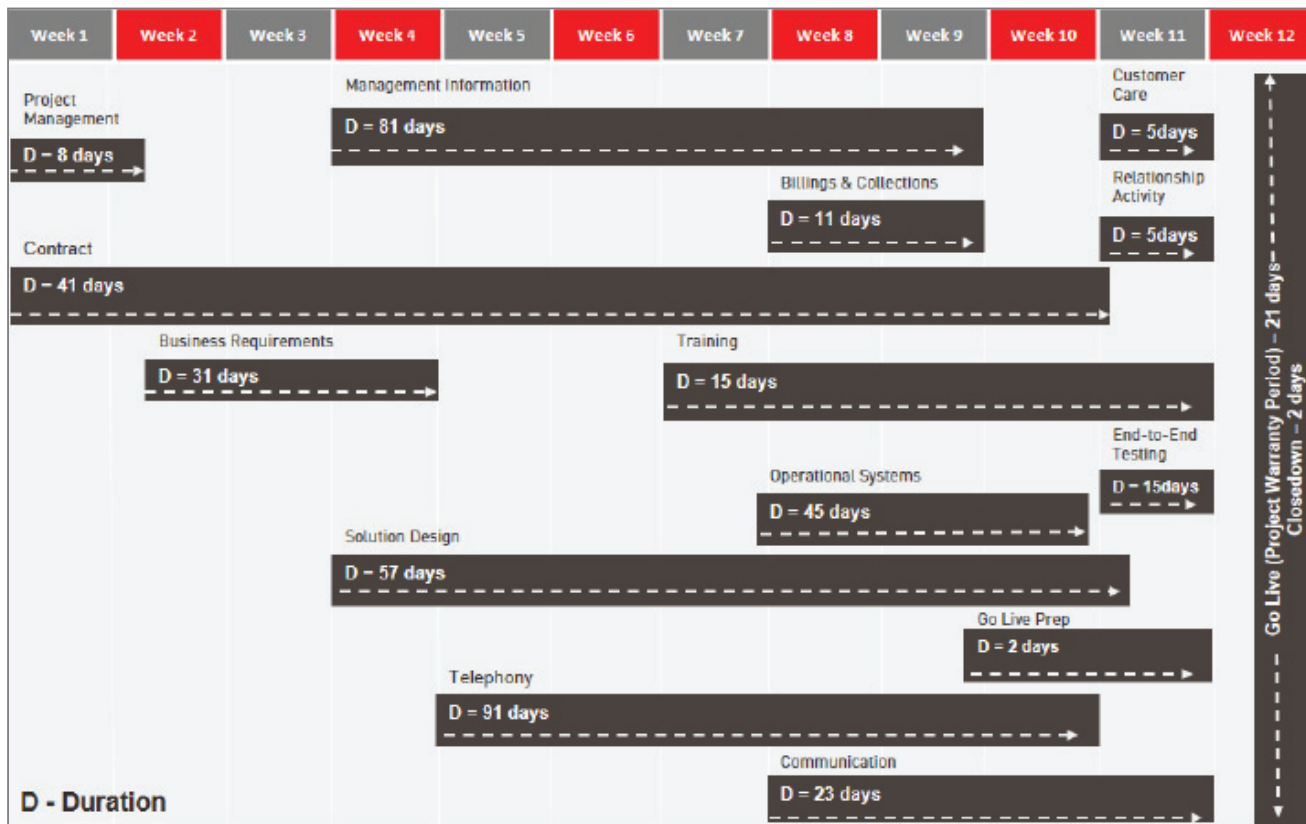 Week 1 Week 2 Week 3 Week 4 Week 5 Week 6 Week 7 Week 8 Week 9 Week 10 Week 11 Week 12
Project
Management
D – 8 days
Management Information
D = 81 days
Customer
Care
D = 5days
Billings & Collections
D = 11 days
Relationship
Activity
D = 5days
Contract
D – 41 days
Business Requirements
D = 31 days
Training
D = 15 days
End-to-End
Testing
D – 15days
Operational Systems
D = 45 days
Solution Design
D – 57 days
Go Live Prep
D = 2 days
Telephony
D = 91 days
Communication
D = 23 days
Go Live (Project Warranty Period) – 21 days
Closedown – 2 days
D - Duration